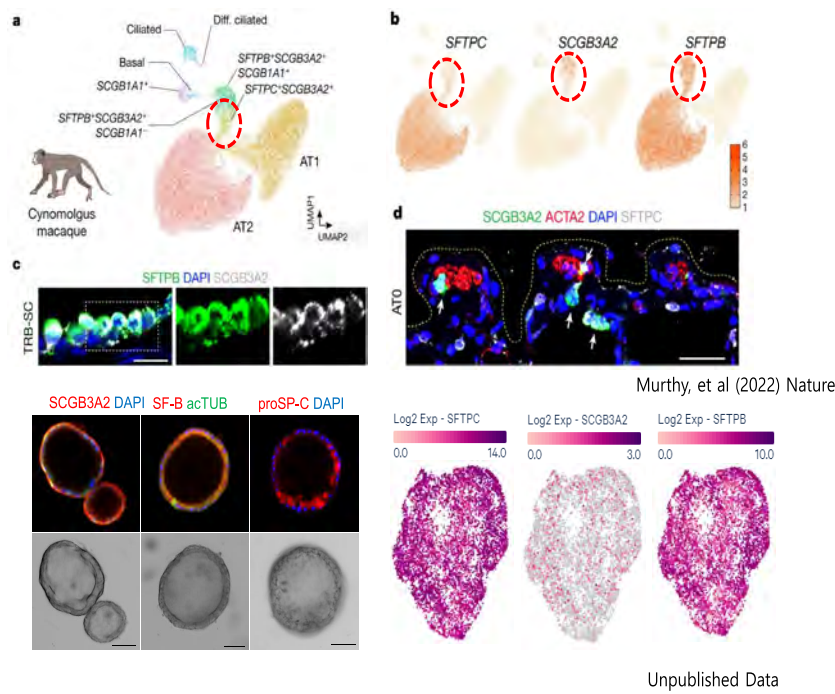 a
Ciliated
Diff. ciliated
Basal
SCGB1A1⁺
SFTPB⁺SCGB3A2⁺
SCGB1A1⁺
SFTPC⁺SCGB3A2⁺
SFTPB⁺SCGB3A2⁺
SCGB1A1⁻
AT1
AT2
Cynomolgus
macaque
UMAP1
UMAP2
b
SFTPC
SCGB3A2
SFTPB
6
5
4
3
2
1
c
SFTPB DAPI SCGB3A2
TRB-SC
d
SCGB3A2 ACTA2 DAPI SFTPC
AT0
Murthy, et al (2022) Nature
SCGB3A2 DAPI
SF-B acTUB
proSP-C DAPI
Log2 Exp - SFTPC
0.0 14.0
Log2 Exp - SCGB3A2
0.0 3.0
Log2 Exp - SFTPB
0.0 10.0
Unpublished Data